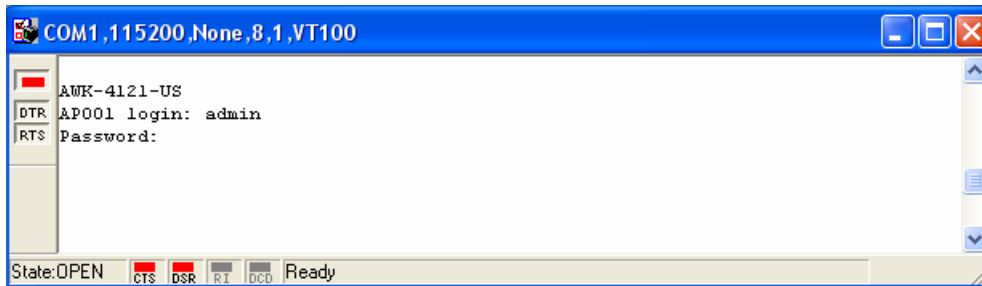 COM1,115200,None,8,1,VT100
AWK-4121-US
DTR
AP001 login: admin
RTS
Password:
State:OPEN
CTS
DSR
RI
DCD
Ready